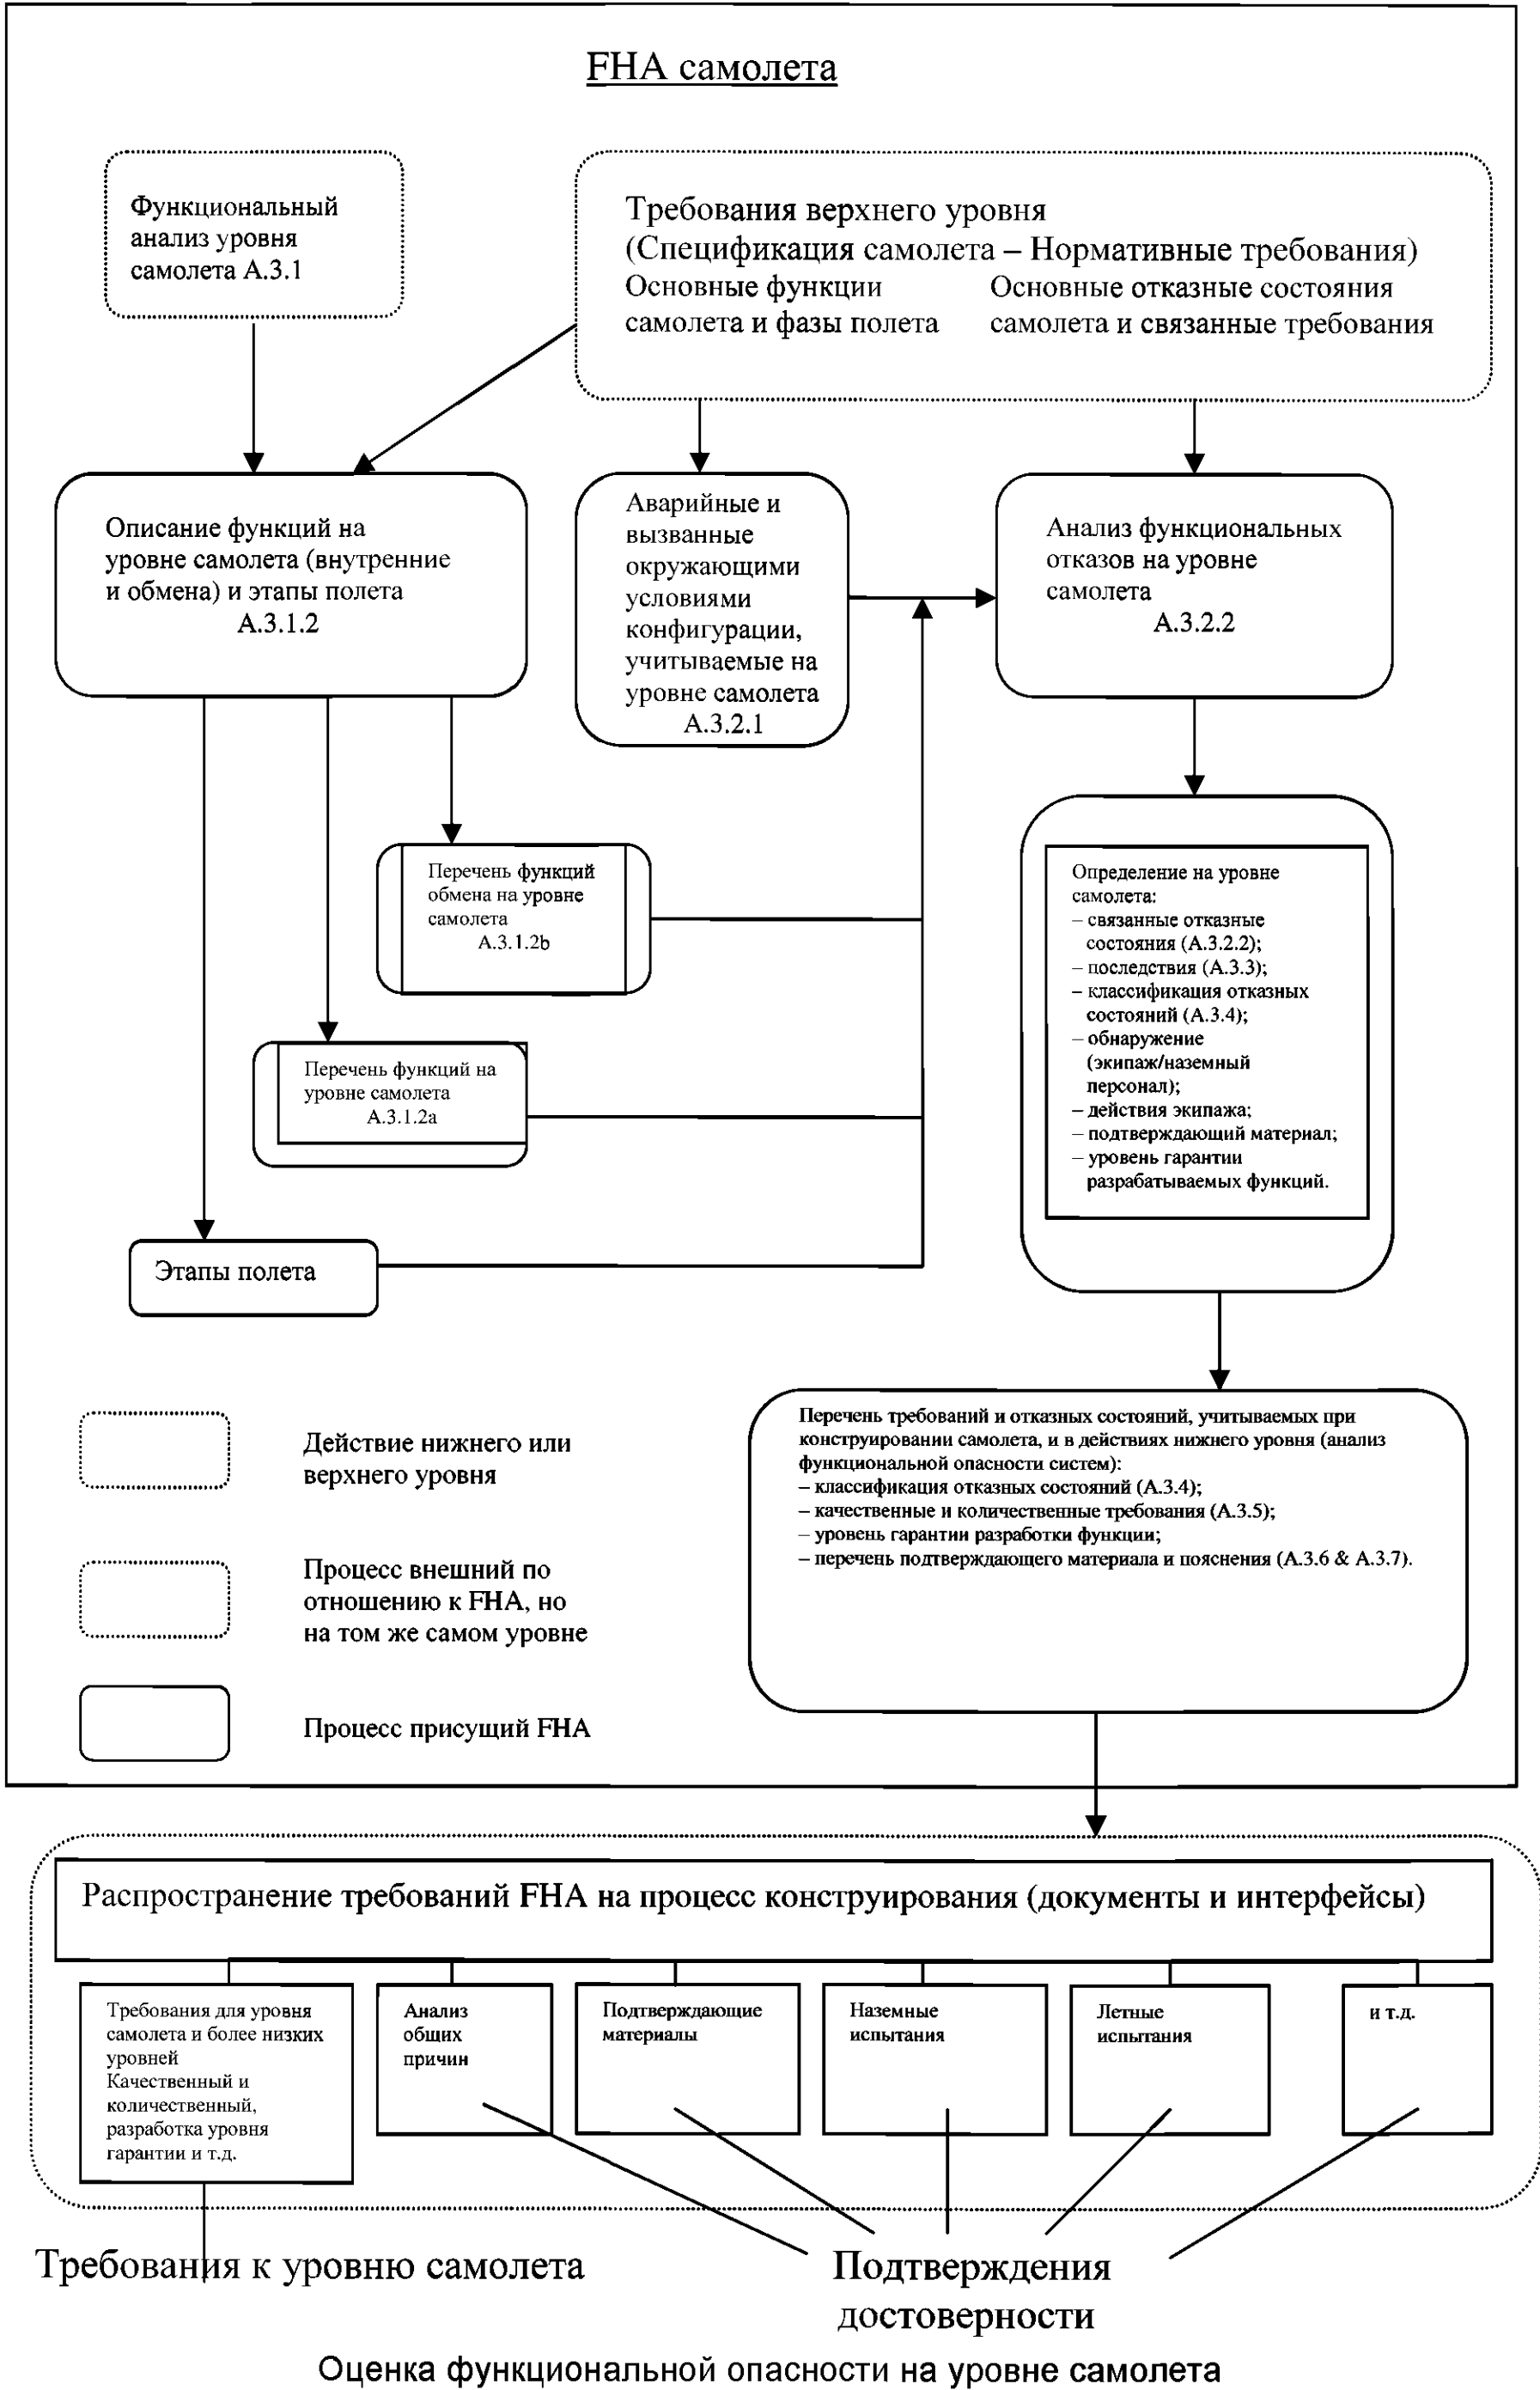 FHA самолета
Функциональный
анализ уровня
самолета А.3.1
Требования верхнего уровня
(Спецификация самолета – Нормативные требования)
Основные функции
самолета и фазы полета
Основные отказные состояния
самолета и связанные требования
Описание функций на
уровне самолета (внутренние
и обмена) и этапы полета
А.3.1.2
Аварийные и
вызванные
окружающими
условиями
конфигурации,
учитываемые на
уровне самолета
А.3.2.1
Анализ функциональных
отказов на уровне
самолета
А.3.2.2
Перечень функций
обмена на уровне
самолета
А.3.1.2b
Перечень функций на
уровне самолета
А.3.1.2а
Этапы полета
Определение на уровне
самолета:
– связанные отказные
состояния (А.3.2.2);
– последствия (А.3.3);
– классификация отказных
состояний (А.3.4);
– обнаружение
(экипаж/наземный
персонал);
– действия экипажа;
– подтверждающий материал;
– уровень гарантии
разрабатываемых функций.
Перечень требований и отказных состояний, учитываемых при
конструировании самолета, и в действиях нижнего уровня (анализ
функциональной опасности систем):
– классификация отказных состояний (А.3.4);
– качественные и количественные требования (А.3.5);
– уровень гарантии разработки функции;
– перечень подтверждающего материала и пояснения (А.3.6 & А.3.7).
Действие нижнего или
верхнего уровня
Процесс внешний по
отношению к FHA, но
на том же самом уровне
Процесс присущий FHA
Распространение требований FHA на процесс конструирования (документы и интерфейсы)
Требования для уровня
самолета и более низких
уровней
Качественный и
количественный,
разработка уровня
гарантии и т.д.
Анализ
общих
причин
Подтверждающие
материалы
Наземные
испытания
Летные
испытания
и т.д.
Требования к уровню самолета
Подтверждения
достоверности
Оценка функциональной опасности на уровне самолета